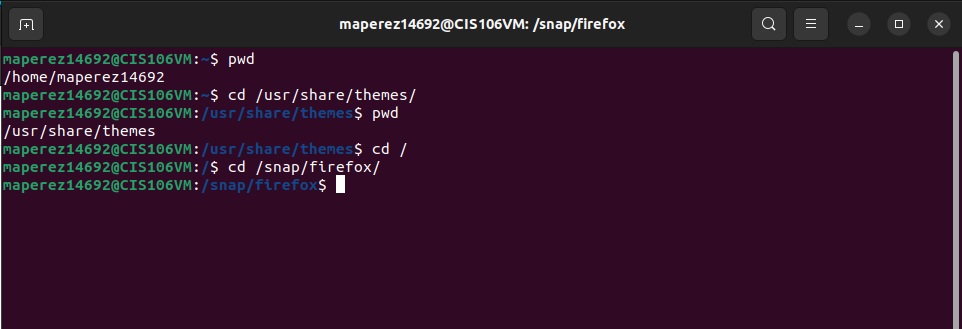 maperez14692@CIS106VM: /snap/firefox
maperez14692@CIS106VM:~$ pwd
/home/maperez14692
maperez14692@CIS106VM:~$ cd /usr/share/themes/
maperez14692@CIS106VM:/usr/share/themes$ pwd
/usr/share/themes
maperez14692@CIS106VM:/usr/share/themes$ cd /
maperez14692@CIS106VM:/$ cd /snap/firefox/
maperez14692@CIS106VM:/snap/firefox$